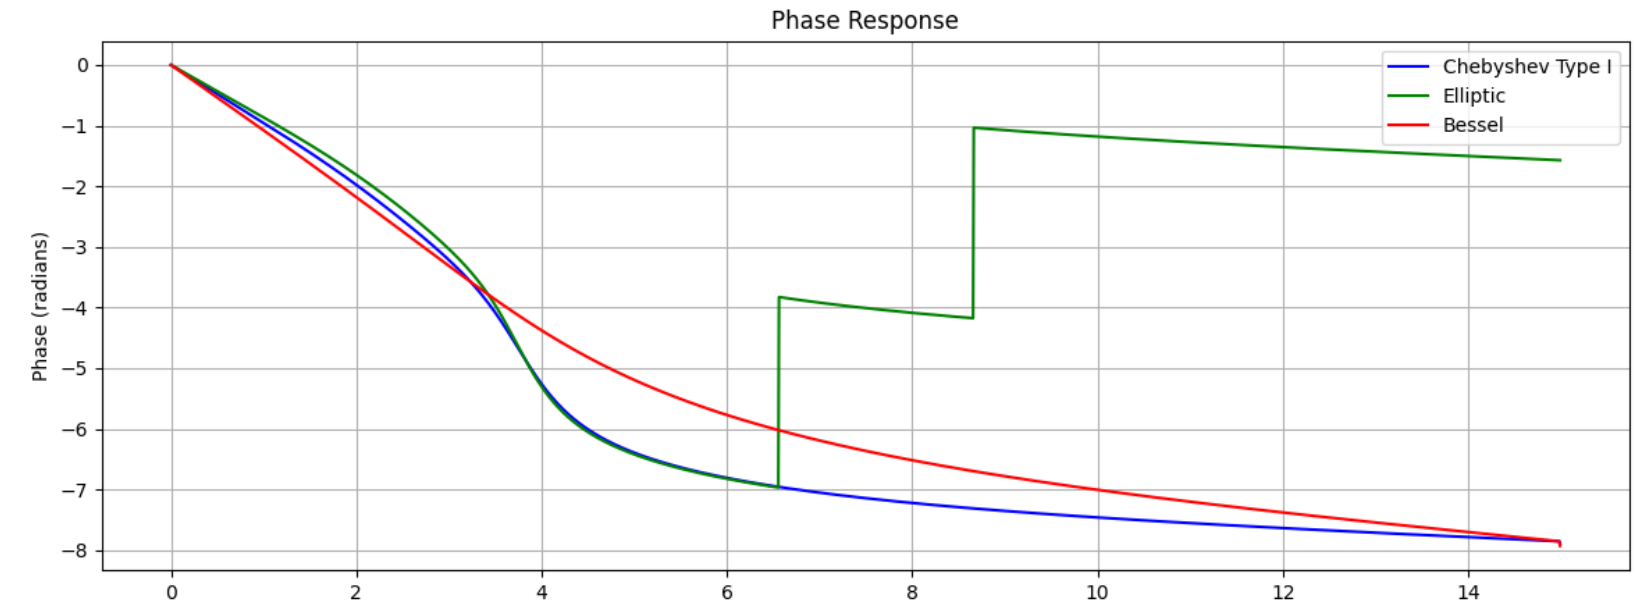 Phase Response
Phase (radians)
0
−1
−2
−3
−4
−5
−6
−7
−8
0 2 4 6 8 10 12 14
Chebyshev Type I
Elliptic
Bessel